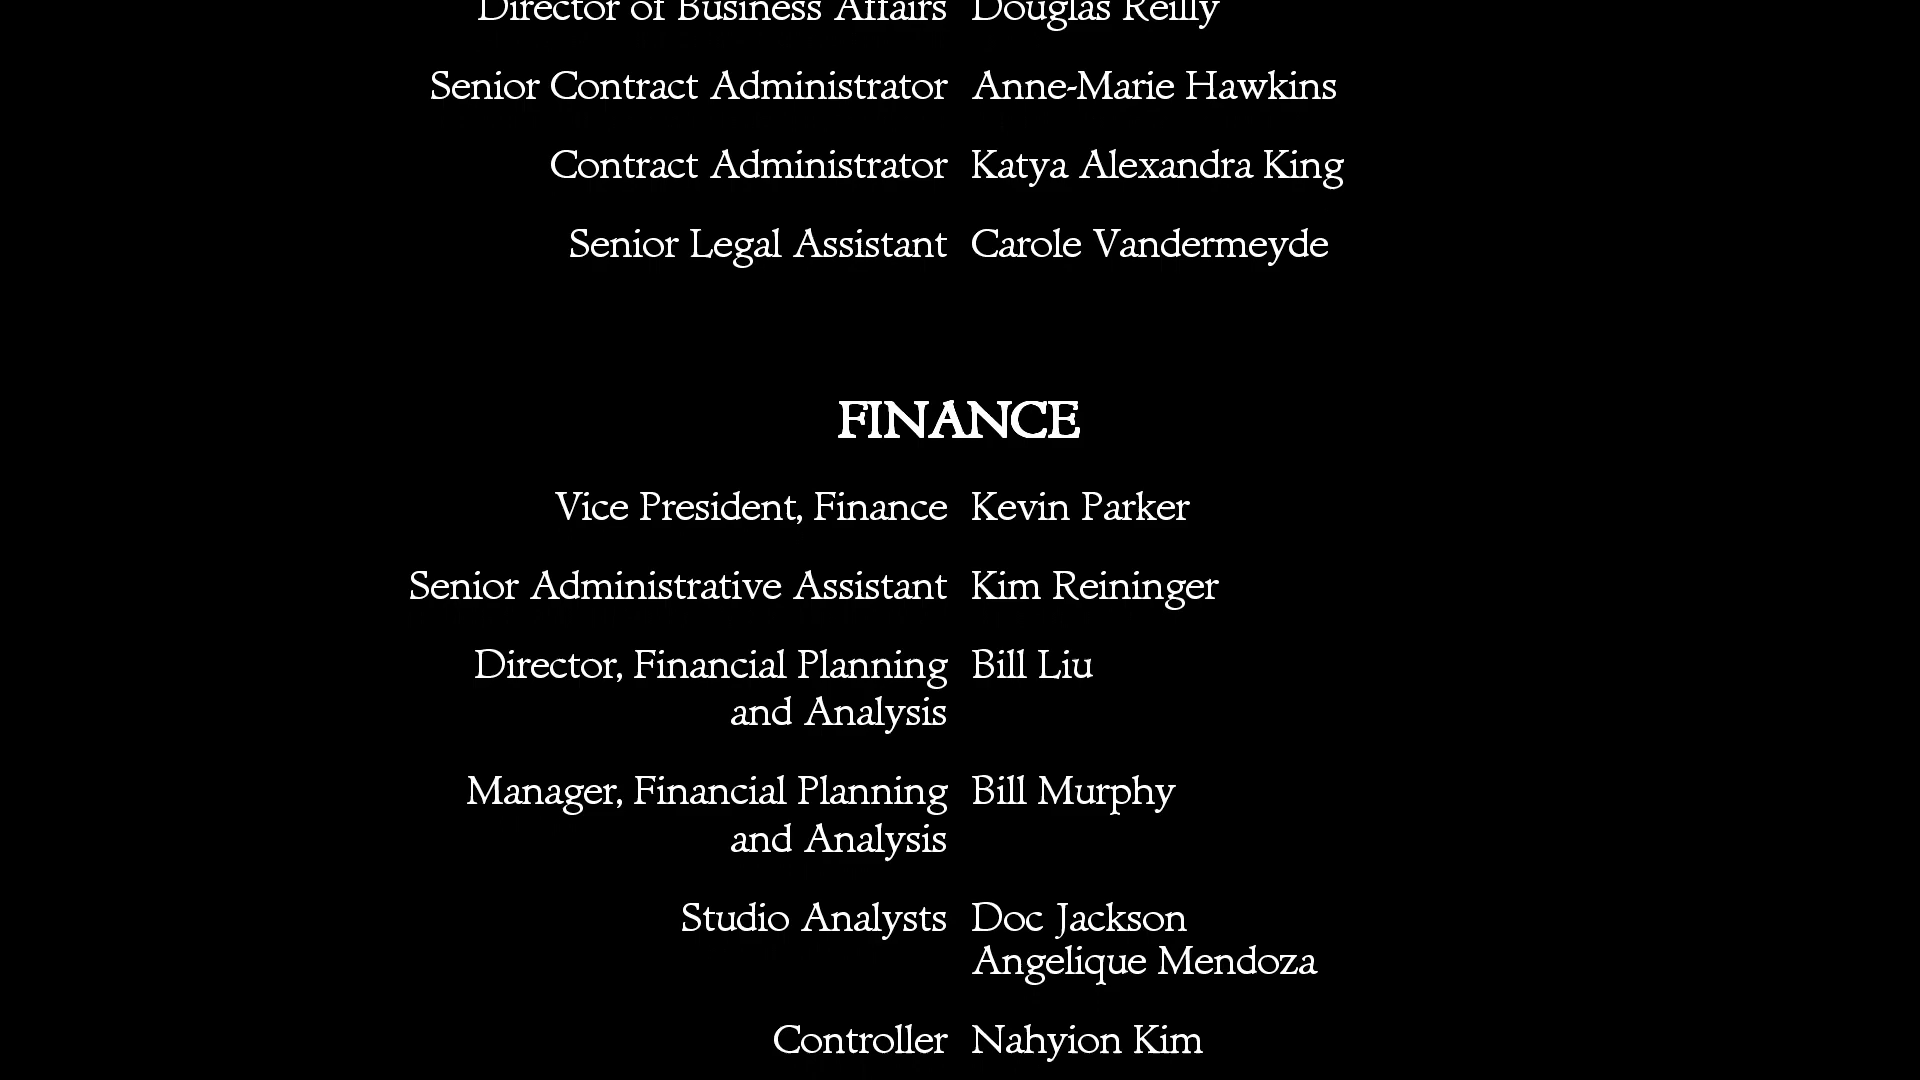 Director of Business Affairs Douglas Reilly
Senior Contract Administrator Anne-Marie Hawkins
Contract Administrator Katya Alexandra King
Senior Legal Assistant Carole Vandermeyde
FINANCE
Vice President, Finance Kevin Parker
Senior Administrative Assistant Kim Reininger
Director, Financial Planning Bill Liu
and Analysis
Manager, Financial Planning Bill Murphy
and Analysis
Studio Analysts Doc Jackson
Angelique Mendoza
Controller Nahyion Kim